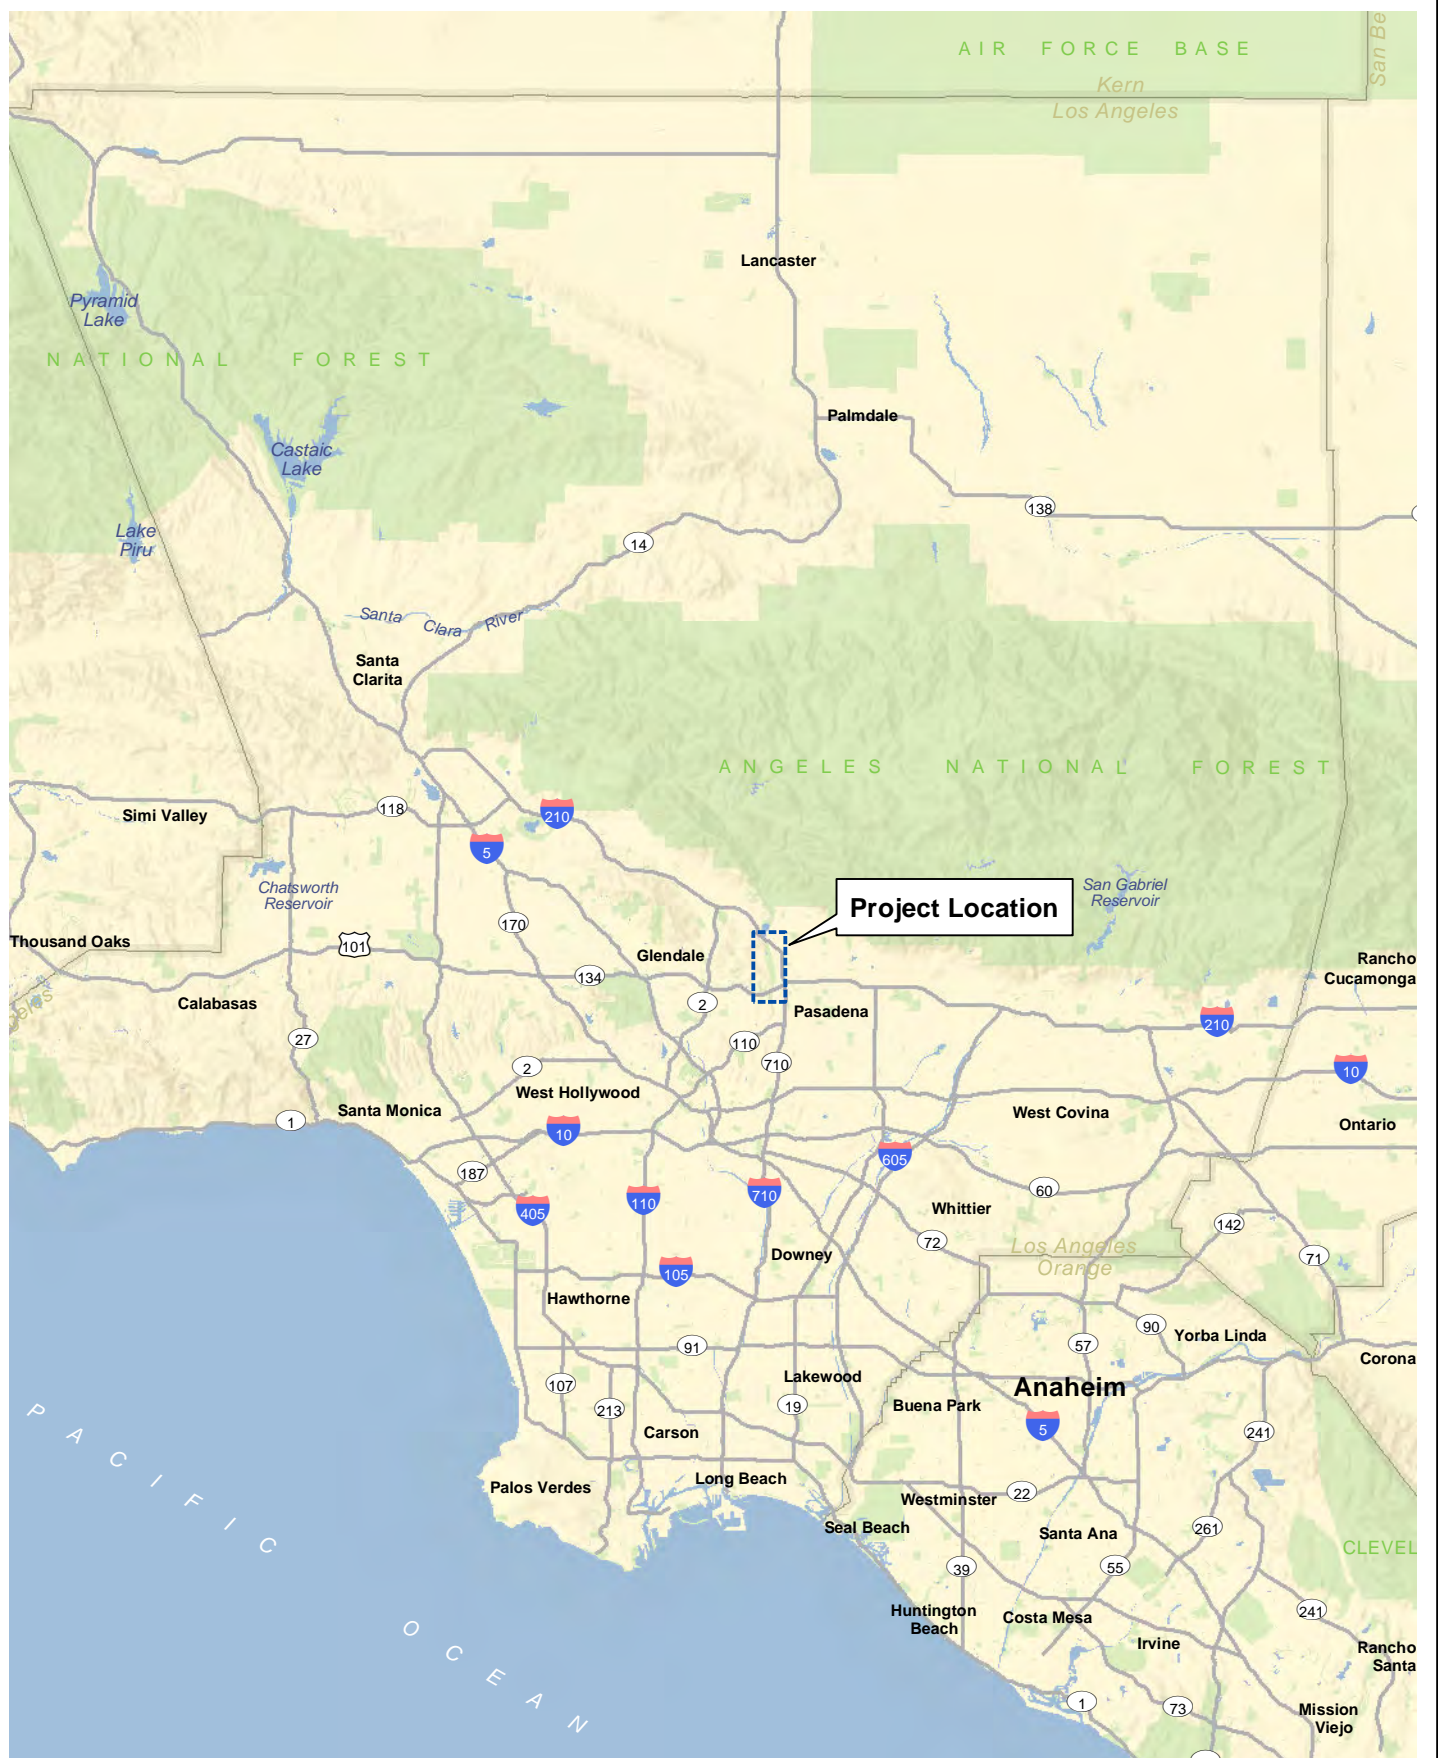 AIR FORCE BASE
San Be
Kern
Los Angeles
Lancaster
Pyramid
Lake
NATIONAL FOREST
Palmdale
Castaic
Lake
138
Lake
Piru
14
Santa Clara River
Santa
Clarita
ANGELES NATIONAL FOREST
118
210
Simi Valley
5
Chatsworth
Reservoir
San Gabriel
Reservoir
Project Location
170
Thousand Oaks
101
Glendale
134
Rancho
Cucamonga
Calabasas
2
Pasadena
210
27
110
710
2
10
West Hollywood
Santa Monica
West Covina
1
10
Ontario
605
187
60
110
710
405
Whittier
142
72
Los Angeles
Orange
Downey
71
105
Hawthorne
90
Yorba Linda
91
57
Corona
Lakewood
107
Anaheim
19
Buena Park
213
5
Carson
241
PACIFIC OCEAN
Long Beach
Palos Verdes
22
Westminster
Seal Beach
261
Santa Ana
CLEVEL
39
55
Huntington
Beach
Costa Mesa
241
Irvine
Rancho
Santa
1
73
Mission
Viejo